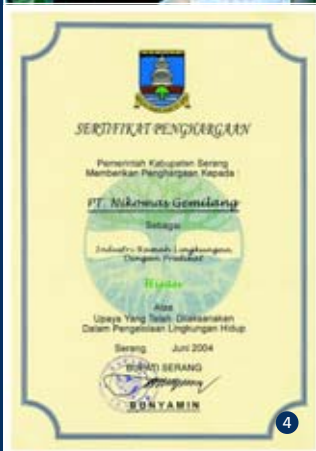 SERTIFIKAT PENGHARGAAN
Pemerintah Kabupaten Serang
Memberikan Penghargaan Kepada :
PT. Nikomas Gemilang
Sebagai
Industri Ramah Lingkungan
Dengan Predikat
Hijau
Atas
Upaya Yang Telah Dilaksanakan
Dalam Pengelolaan Lingkungan Hidup
Serang Juni 2004
BUPATI SERANG
BUNYAMIN
4